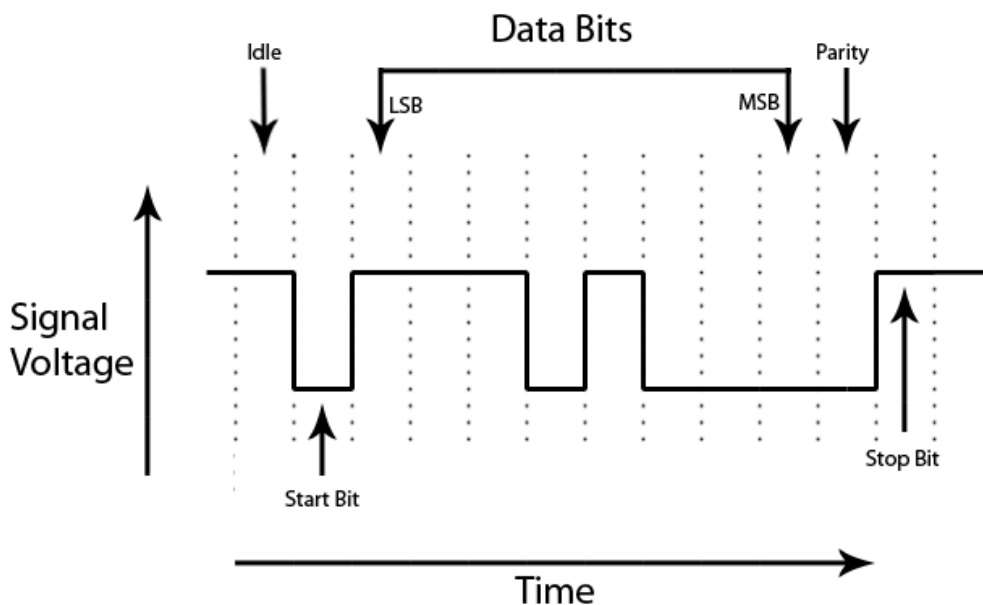 Data Bits
Idle
Parity
LSB
MSB
Signal
Voltage
Start Bit
Stop Bit
Time